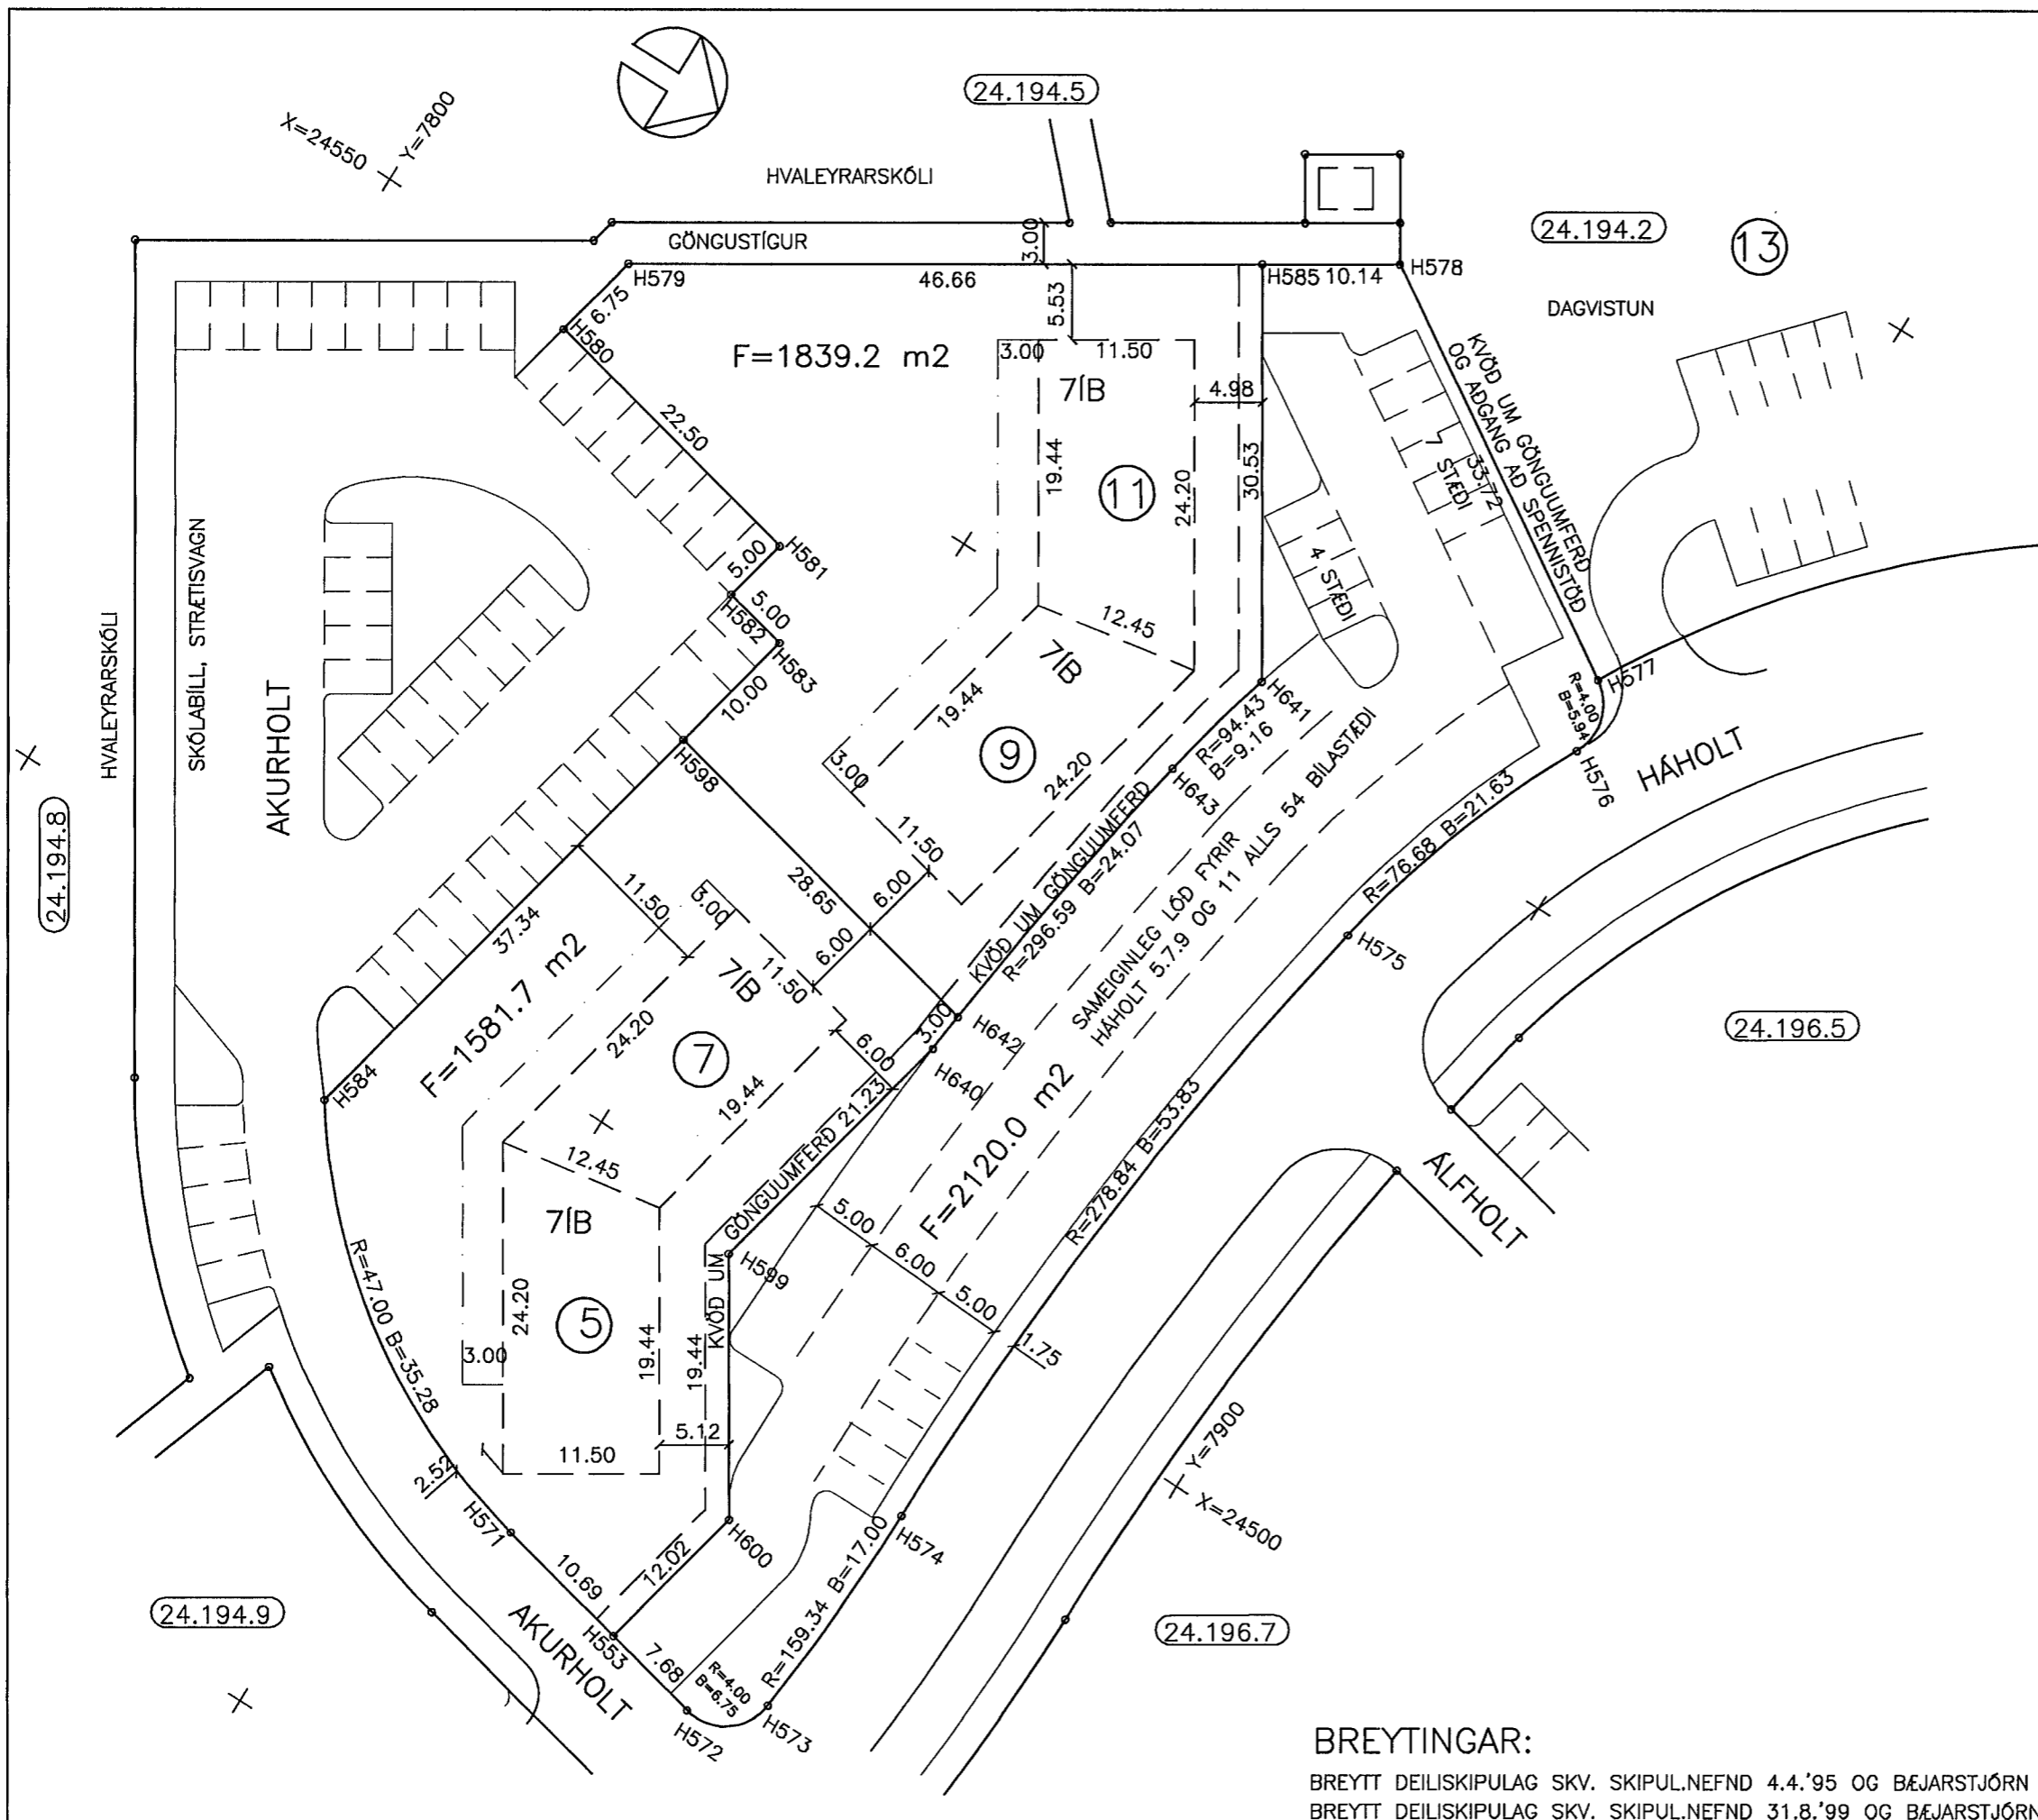 24.194.5
X=24550
Y=7800
HVALEYRARSKÓLI
24.194.2
13
GÖNGUSTÍGUR
3.00
H579
46.66
H585
10.14
H578
5.53
6.75
H580
DAGVISTUN
F=1839.2 m2
3.00
11.50
7ÍB
4.98
KVÖÐ UM GÖNGUUMFERÐ
OG AÐGANG AÐ SPENNISTÖÐ
22.50
19.44
11
24.20
30.53
7 STÆÐI
33.72
4 STÆÐI
HVALEYRARSKÓLI
SKÓLABÍLL, STRÆTISVAGN
AKURHOLT
24.194.8
H581
5.00
H582
5.00
H583
10.00
H598
12.45
7ÍB
19.44
9
3.00
24.20
11.50
6.00
H641
R=94.43
B=9.16
H643
H577
R=4.00
B=5.94
H576
HÁHOLT
R=76.68 B=21.63
H575
KVÖÐ UM GÖNGUUMFERÐ
R=296.59 B=24.07
SAMEIGINLEG LÓÐ FYRIR
HÁHOLT 5.7.9 OG 11 ALLS 54 BÍLASTÆÐI
28.65
6.00
37.34
11.50
3.00
11.50
7ÍB
F=1581.7 m2
24.20
7
6.00
3.00
H642
H640
19.44
H584
24.196.5
F=2120.0 m2
R=278.84 B=53.83
GÖNGUUMFERÐ 21.23
KVÖÐ UM
12.45
7ÍB
ÁLFHOLT
5.00
6.00
5.00
1.75
H599
R=47.00 B=35.28
24.20
5
19.44
19.44
3.00
5.12
11.50
2.52
Y=7900
X=24500
H571
H600
H574
10.69
12.02
24.194.9
AKURHOLT
H553
7.68
R=4.00
B=6.75
R=159.34 B=17.00
H572
H573
24.196.7
BREYTINGAR:
BREYTT DEILISKIPULAG SKV. SKIPUL.NEFND 4.4.'95 OG BÆJARSTJÓRN
BREYTT DEILISKIPULAG SKV. SKIPUL.NEFND 31.8.'99 OG BÆJARSTJÓRN